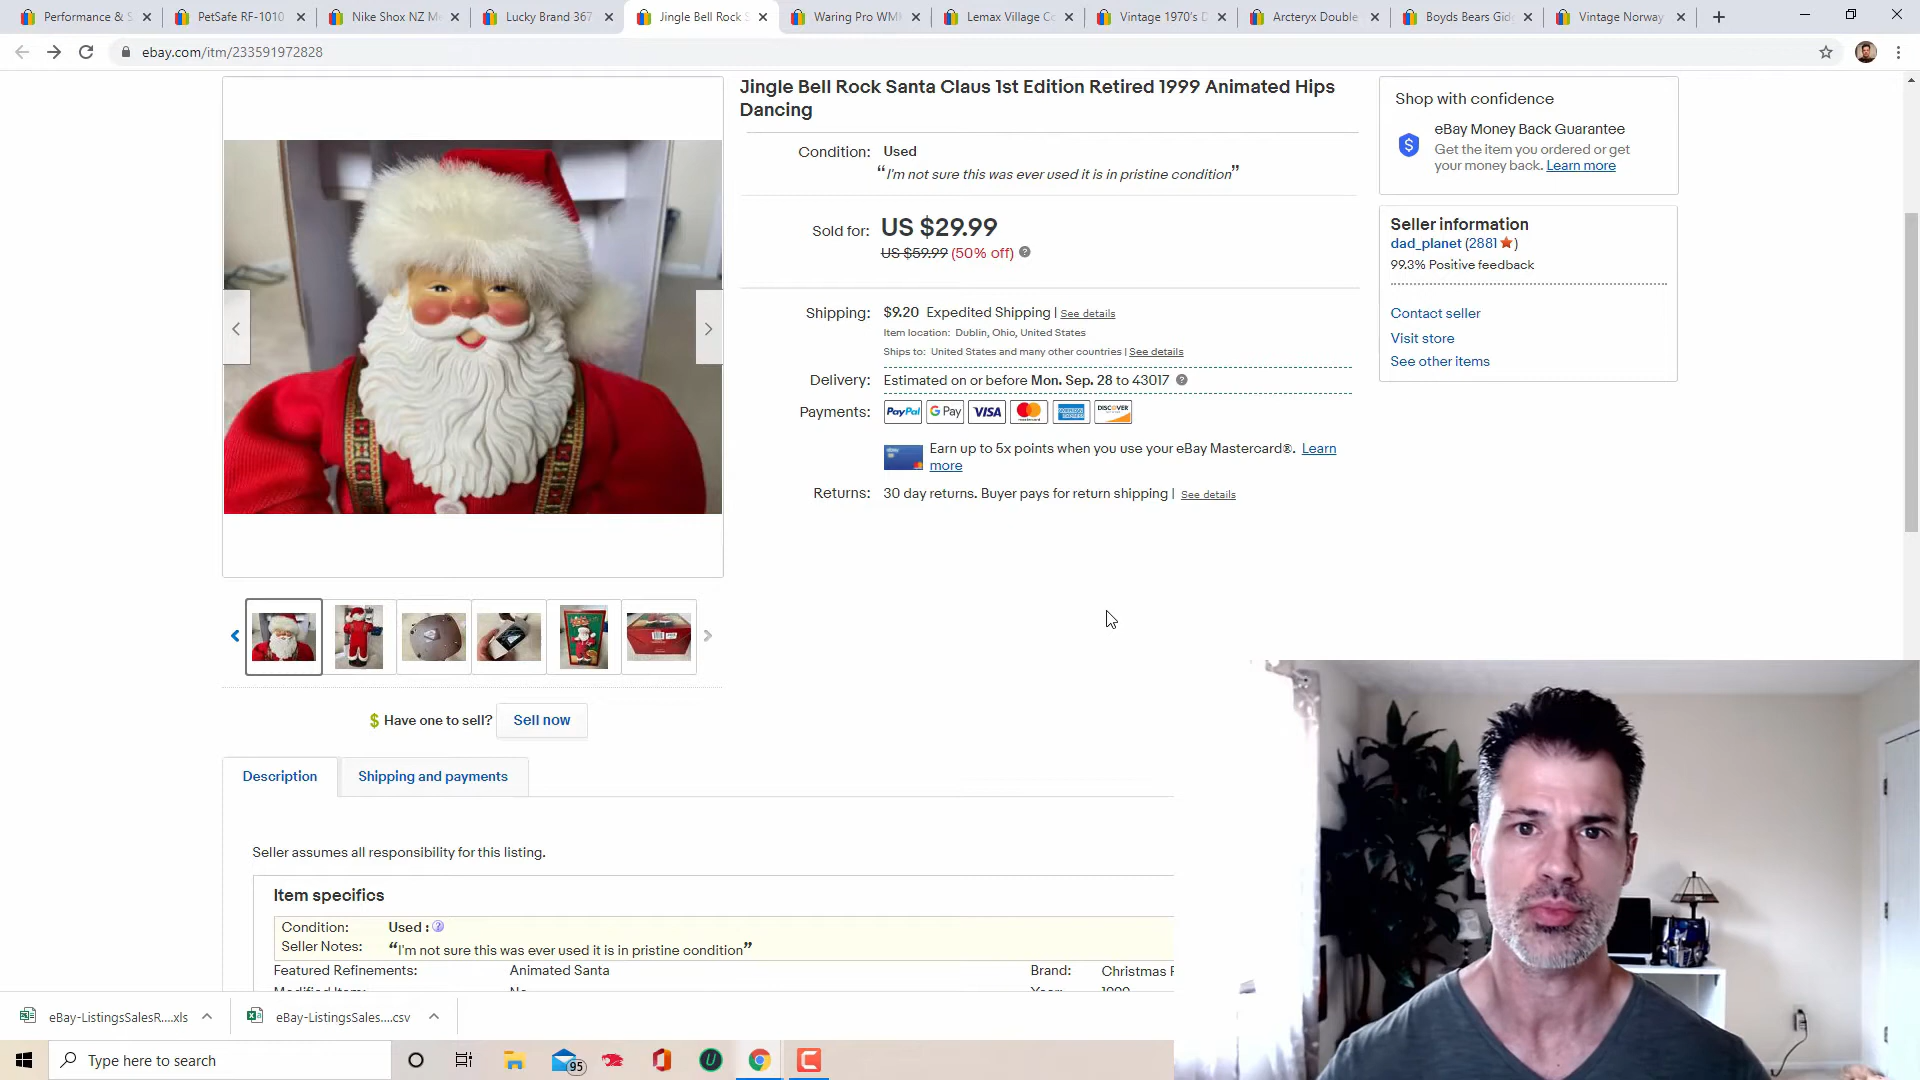 Performance & S
PetSafe RF-1010
Nike Shox NZ Me
Lucky Brand 367
Jingle Bell Rock S
Waring Pro WMK
Lemax Village Co
Vintage 1970's D
Arcteryx Double
Boyds Bears Gid
Vintage Norway
ebay.com/itm/233591972828
Jingle Bell Rock Santa Claus 1st Edition Retired 1999 Animated Hips
Dancing
Condition: Used
“I'm not sure this was ever used it is in pristine condition”
Sold for: US $29.99
US $59.99 (50% off)
Shipping: $9.20 Expedited Shipping | See details
Item location: Dublin, Ohio, United States
Ships to: United States and many other countries | See details
Delivery: Estimated on or before Mon. Sep. 28 to 43017
Payments: PayPal G Pay VISA DISCOVER
Earn up to 5x points when you use your eBay Mastercard®. Learn
more
Returns: 30 day returns. Buyer pays for return shipping | See details
Shop with confidence
eBay Money Back Guarantee
Get the item you ordered or get
your money back. Learn more
Seller information
dad_planet (2881)
99.3% Positive feedback
Contact seller
Visit store
See other items
$ Have one to sell? Sell now
Description
Shipping and payments
Seller assumes all responsibility for this listing.
Item specifics
Condition: Used :
Seller Notes: “I'm not sure this was ever used it is in pristine condition”
Featured Refinements: Animated Santa
Brand: Christmas
Modified Item: No
Year: 1999
eBay-ListingsSalesR....xls
eBay-ListingsSales....csv
Type here to search
95